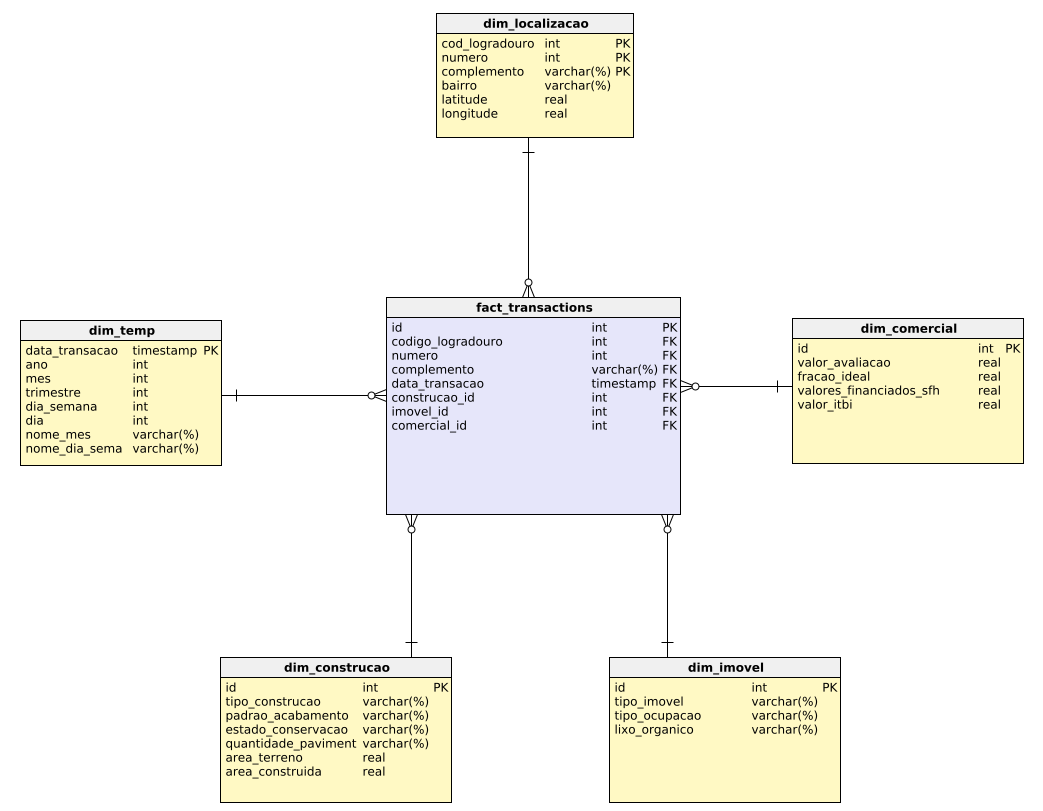 dim_localizacao
cod_logradouro int PK
numero int PK
complemento varchar(%) PK
bairro varchar(%)
latitude real
longitude real
fact_transactions
id int PK
codigo_logradouro int FK
numero int FK
complemento varchar(%) FK
data_transacao timestamp FK
construcao_id int FK
imovel_id int FK
comercial_id int FK
dim_temp
data_transacao timestamp PK
ano int
mes int
trimestre int
dia_semana int
dia int
nome_mes varchar(%)
nome_dia_sema varchar(%)
dim_comercial
id int PK
valor_avaliacao real
fracao_ideal real
valores_financiados_sfh real
valor_itbi real
dim_construcao
id int PK
tipo_construcao varchar(%)
padrao_acabamento varchar(%)
estado_conservacao varchar(%)
quantidade_paviment varchar(%)
area_terreno real
area_construida real
dim_imovel
id int PK
tipo_imovel varchar(%)
tipo_ocupacao varchar(%)
lixo_organico varchar(%)